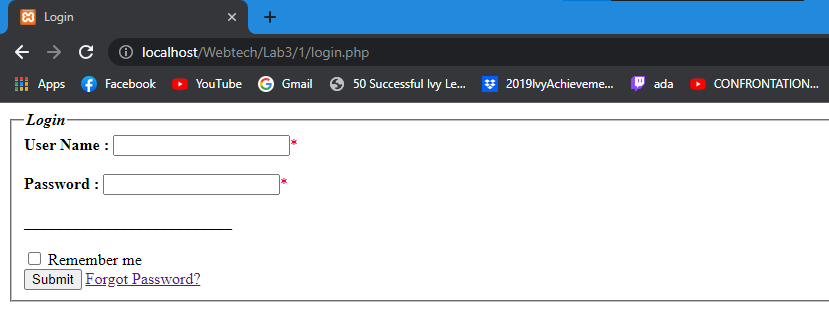 Login
localhost/Webtech/Lab3/1/login.php
Apps Facebook YouTube Gmail 50 Successful Ivy Le... 2019IvyAchieveme... ada CONFRONTATION...
Login
User Name : *
Password : *
Remember me
Submit Forgot Password?